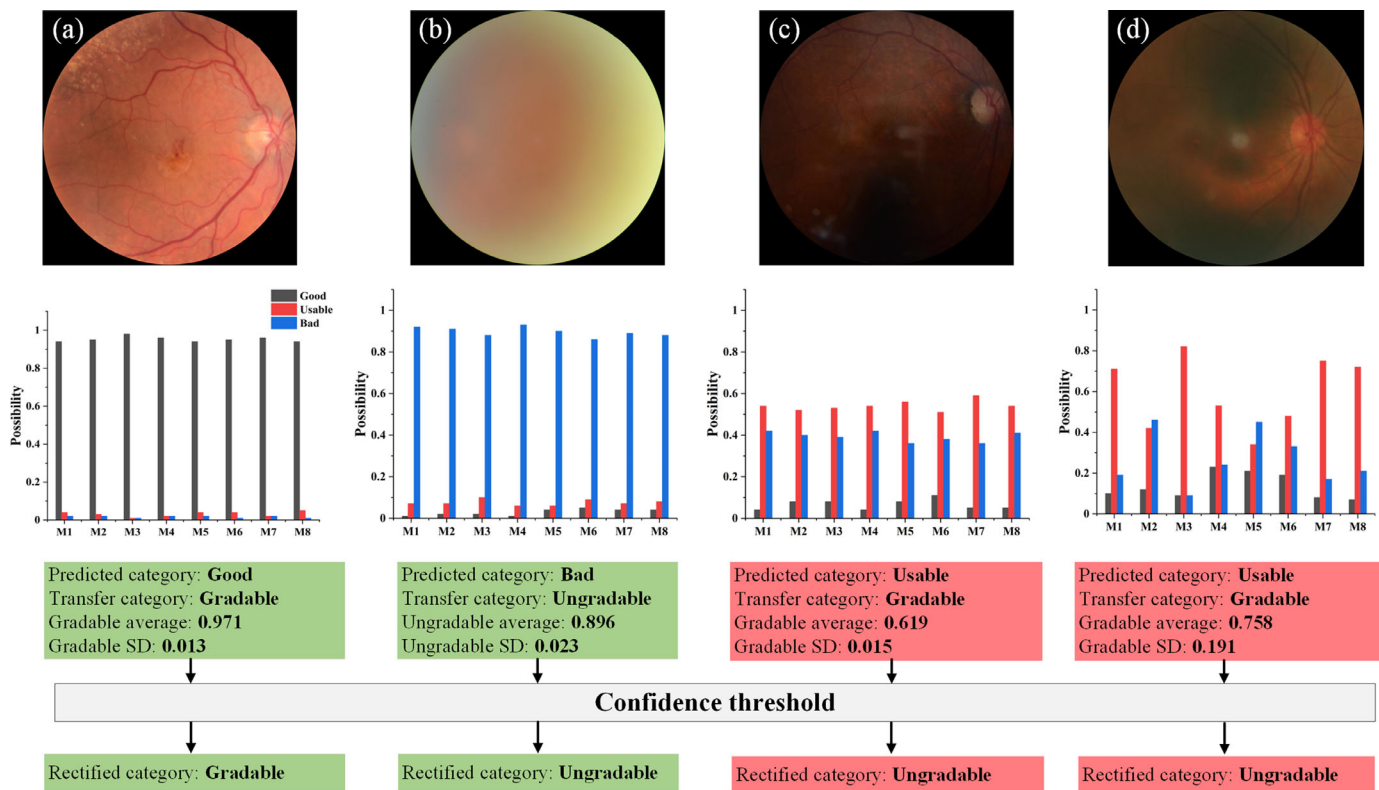 (a)
(b)
(c)
(d)
Good
Usable
Bad
Possibility
1
0.8
0.6
0.4
0.2
0
M1 M2 M3 M4 M5 M6 M7 M8
Possibility
1
0.8
0.6
0.4
0.2
0
M1 M2 M3 M4 M5 M6 M7 M8
Possibility
1
0.8
0.6
0.4
0.2
0
M1 M2 M3 M4 M5 M6 M7 M8
Possibility
1
0.8
0.6
0.4
0.2
0
M1 M2 M3 M4 M5 M6 M7 M8
Predicted category: Good
Transfer category: Gradable
Gradable average: 0.971
Gradable SD: 0.013
Predicted category: Bad
Transfer category: Ungradable
Ungradable average: 0.896
Ungradable SD: 0.023
Predicted category: Usable
Transfer category: Gradable
Gradable average: 0.619
Gradable SD: 0.015
Predicted category: Usable
Transfer category: Gradable
Gradable average: 0.758
Gradable SD: 0.191
Confidence threshold
Rectified category: Gradable
Rectified category: Ungradable
Rectified category: Ungradable
Rectified category: Ungradable